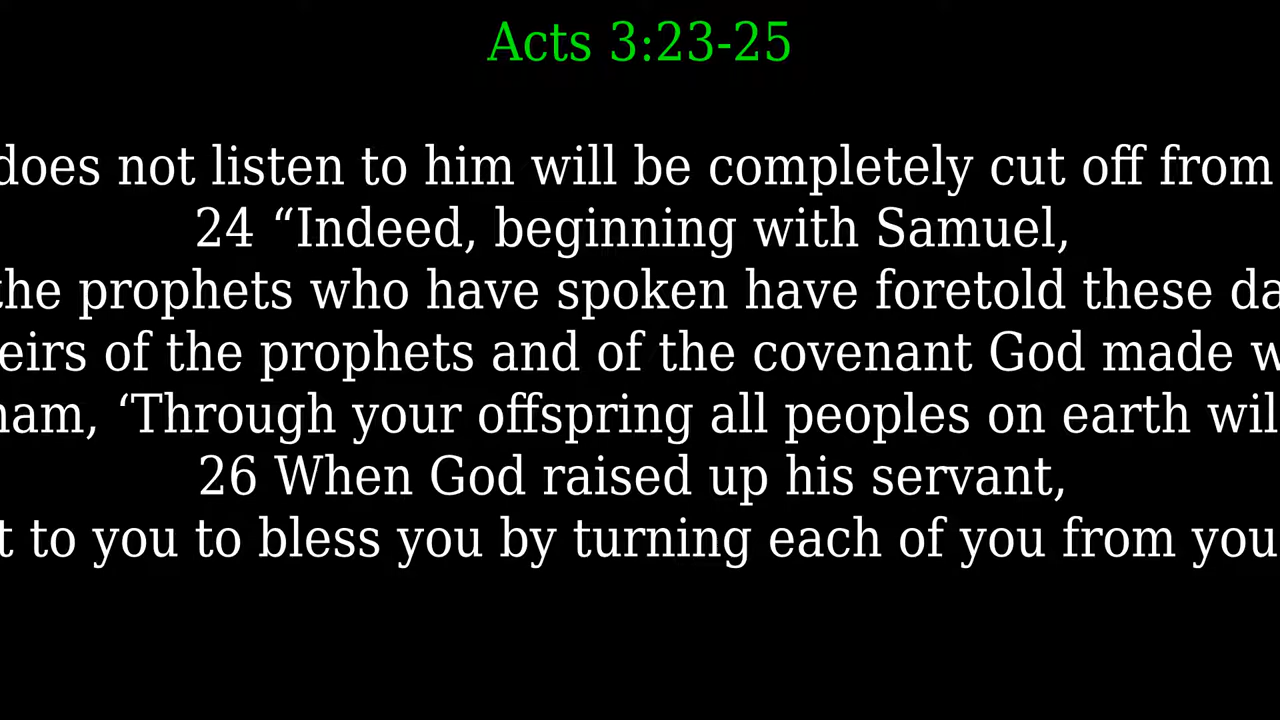 Acts 3:23-25
does not listen to him will be completely cut off from
24 “Indeed, beginning with Samuel,
the prophets who have spoken have foretold these da
eirs of the prophets and of the covenant God made w
ham, ‘Through your offspring all peoples on earth wil
26 When God raised up his servant,
t to you to bless you by turning each of you from you